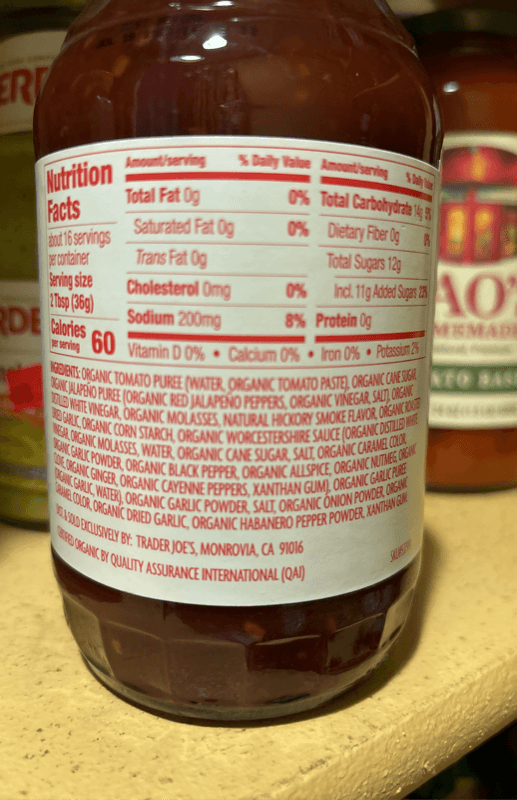 Nutrition
Facts
about 16 servings
per container
Serving size
2 Tbsp (36g)
Calories
per serving 60
Amount/serving % Daily Value
Total Fat 0g 0%
Saturated Fat 0g 0%
Trans Fat 0g
Cholesterol 0mg 0%
Sodium 200mg 8%
Amount/serving % Daily
Total Carbohydrate 14g 5%
Dietary Fiber 0g 0%
Total Sugars 12g
Incl. 11g Added Sugars 22%
Protein 0g
Vitamin D 0% • Calcium 0% • Iron 0% • Potassium 2%
INGREDIENTS: ORGANIC TOMATO PUREE (WATER, ORGANIC TOMATO PASTE), ORGANIC CANE SUGAR,
ORGANIC JALAPEÑO PUREE (ORGANIC RED JALAPEÑO PEPPERS, ORGANIC VINEGAR, SALT), ORGANIC
DISTILLED WHITE VINEGAR, ORGANIC MOLASSES, NATURAL HICKORY SMOKE FLAVOR, ORGANIC ROASTED
DRIED GARLIC, ORGANIC CORN STARCH, ORGANIC WORCESTERSHIRE SAUCE (ORGANIC DISTILLED WHITE
VINEGAR, ORGANIC MOLASSES, WATER, ORGANIC CANE SUGAR, SALT, ORGANIC CARAMEL COLOR,
ORGANIC GARLIC POWDER, ORGANIC BLACK PEPPER, ORGANIC ALLSPICE, ORGANIC NUTMEG, ORGANIC
CLOVE, ORGANIC GINGER, ORGANIC CAYENNE PEPPERS, XANTHAN GUM), ORGANIC GARLIC PUREE
(ORGANIC GARLIC, WATER), ORGANIC GARLIC POWDER, SALT, ORGANIC ONION POWDER, ORGANIC
CARAMEL COLOR, ORGANIC DRIED GARLIC, ORGANIC HABANERO PEPPER POWDER, XANTHAN GUM.
DIST. & SOLD EXCLUSIVELY BY: TRADER JOE'S, MONROVIA, CA 91016
CERTIFIED ORGANIC BY QUALITY ASSURANCE INTERNATIONAL (QAI)
ERD
RDE
AO'S